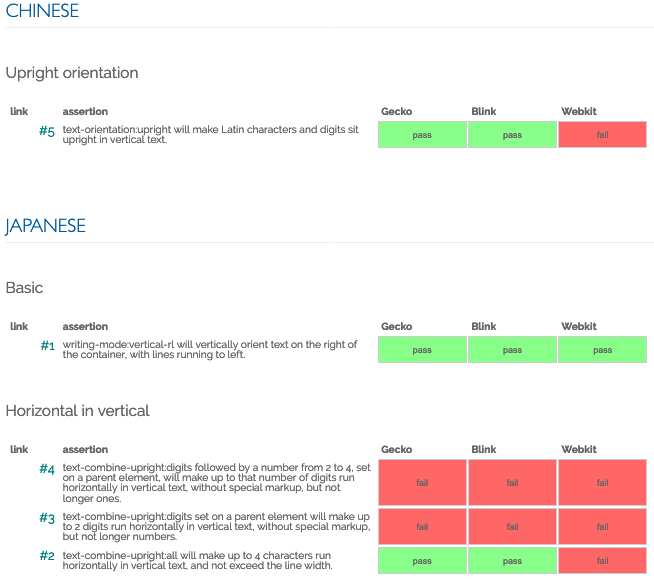 CHINESE
Upright orientation
link assertion Gecko Blink Webkit
#5 text-orientation:upright will make Latin characters and digits sit
upright in vertical text.
pass pass fail
JAPANESE
Basic
link assertion Gecko Blink Webkit
#1 writing-mode:vertical-rl will vertically orient text on the right of
the container, with lines running to left.
pass pass pass
Horizontal in vertical
link assertion Gecko Blink Webkit
#4 text-combine-upright:digits followed by a number from 2 to 4, set
on a parent element, will make up to that number of digits run
horizontally in vertical text, without special markup, but not
longer ones.
fail fail fail
#3 text-combine-upright:digits set on a parent element will make up
to 2 digits run horizontally in vertical text, without special markup,
but not longer numbers.
fail fail fail
#2 text-combine-upright:all will make up to 4 characters run
horizontally in vertical text, and not exceed the line width.
pass pass fail